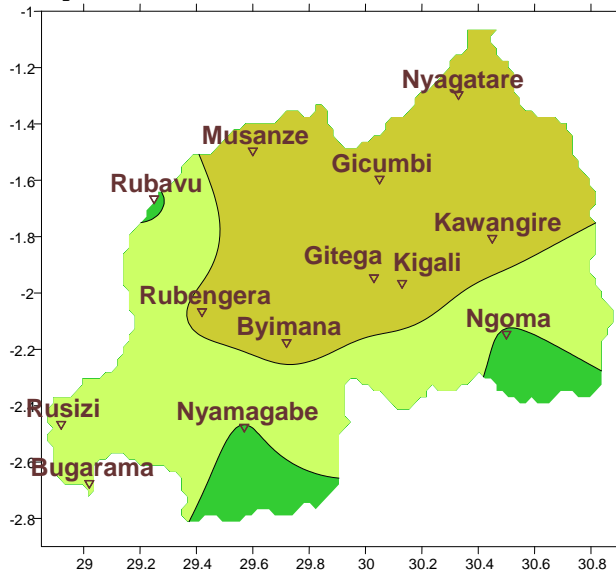 -1
-1.2
Nyagatare
-1.4
Musanze
Gicumbi
-1.6
Rubavu
Kawangire
-1.8
Gitega
Kigali
-2
Rubengera
Ngoma
Byimana
-2.2
-2.4
Rusizi
Nyamagabe
-2.6
Bugarama
-2.8
29 29.2 29.4 29.6 29.8 30 30.2 30.4 30.6 30.8